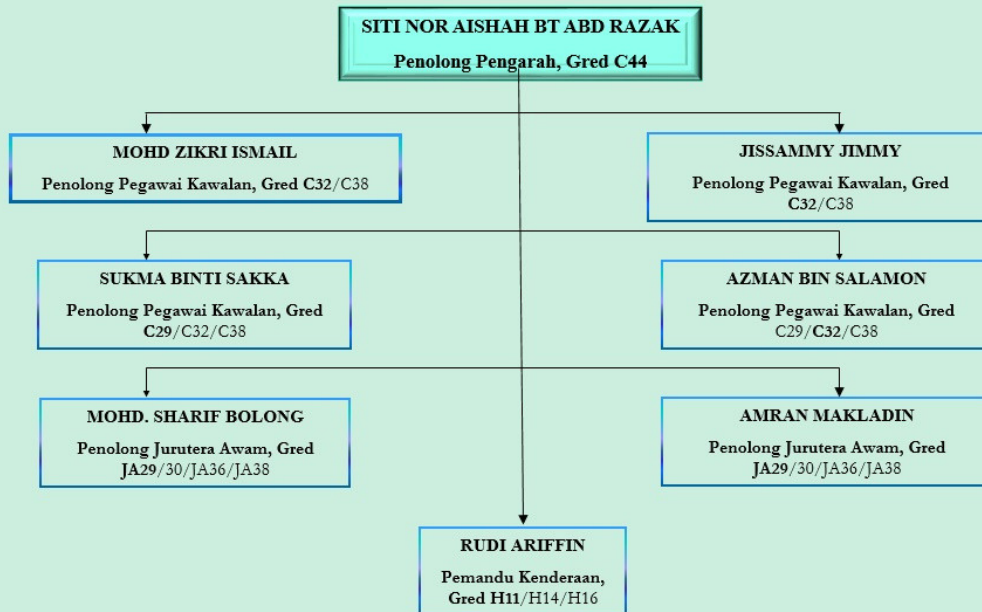 SITI NOR AISHAH BT ABD RAZAK
Penolong Pengarah, Gred C44
MOHD ZIKRI ISMAIL
Penolong Pegawai Kawalan, Gred C32/C38
JISSAMMY JIMMY
Penolong Pegawai Kawalan, Gred
C32/C38
SUKMA BINTI SAKKA
Penolong Pegawai Kawalan, Gred
C29/C32/C38
AZMAN BIN SALAMON
Penolong Pegawai Kawalan, Gred
C29/C32/C38
MOHD. SHARIF BOLONG
Penolong Jurutera Awam, Gred
JA29/30/JA36/JA38
AMRAN MAKLADIN
Penolong Jurutera Awam, Gred
JA29/30/JA36/JA38
RUDI ARIFFIN
Pemandu Kenderaan,
Gred H11/H14/H16